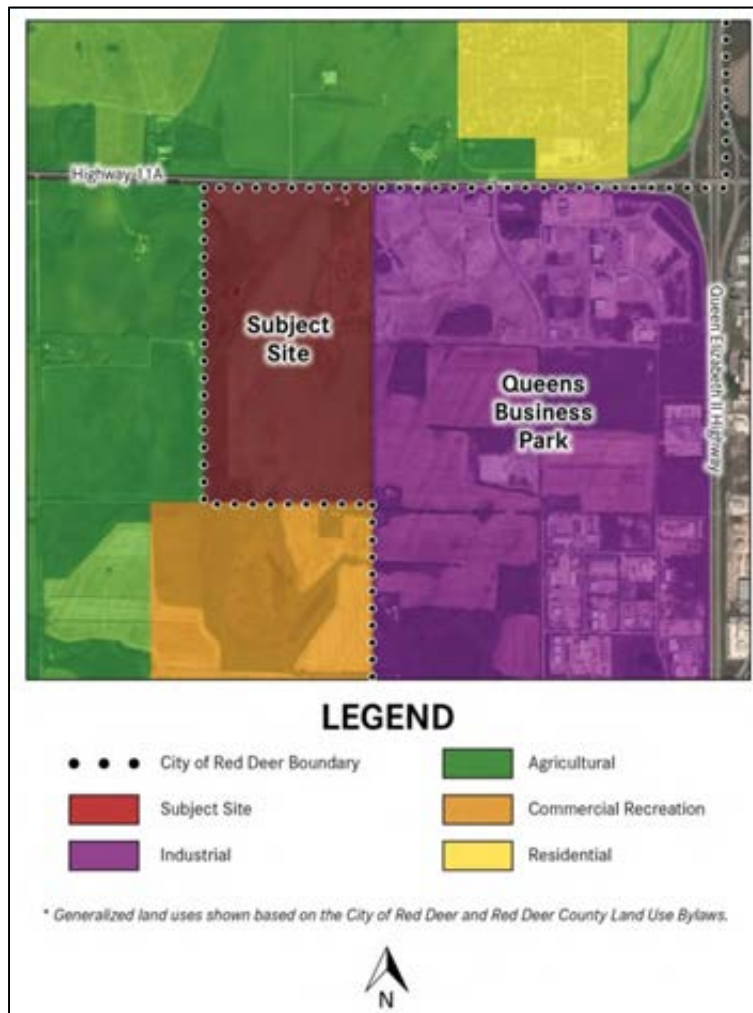 Highway 11A
Subject
Site
Queens
Business
Park
Queen Elizabeth II Highway
LEGEND
City of Red Deer Boundary
Agricultural
Subject Site
Commercial Recreation
Industrial
Residential
* Generalized land uses shown based on the City of Red Deer and Red Deer County Land Use Bylaws.
N